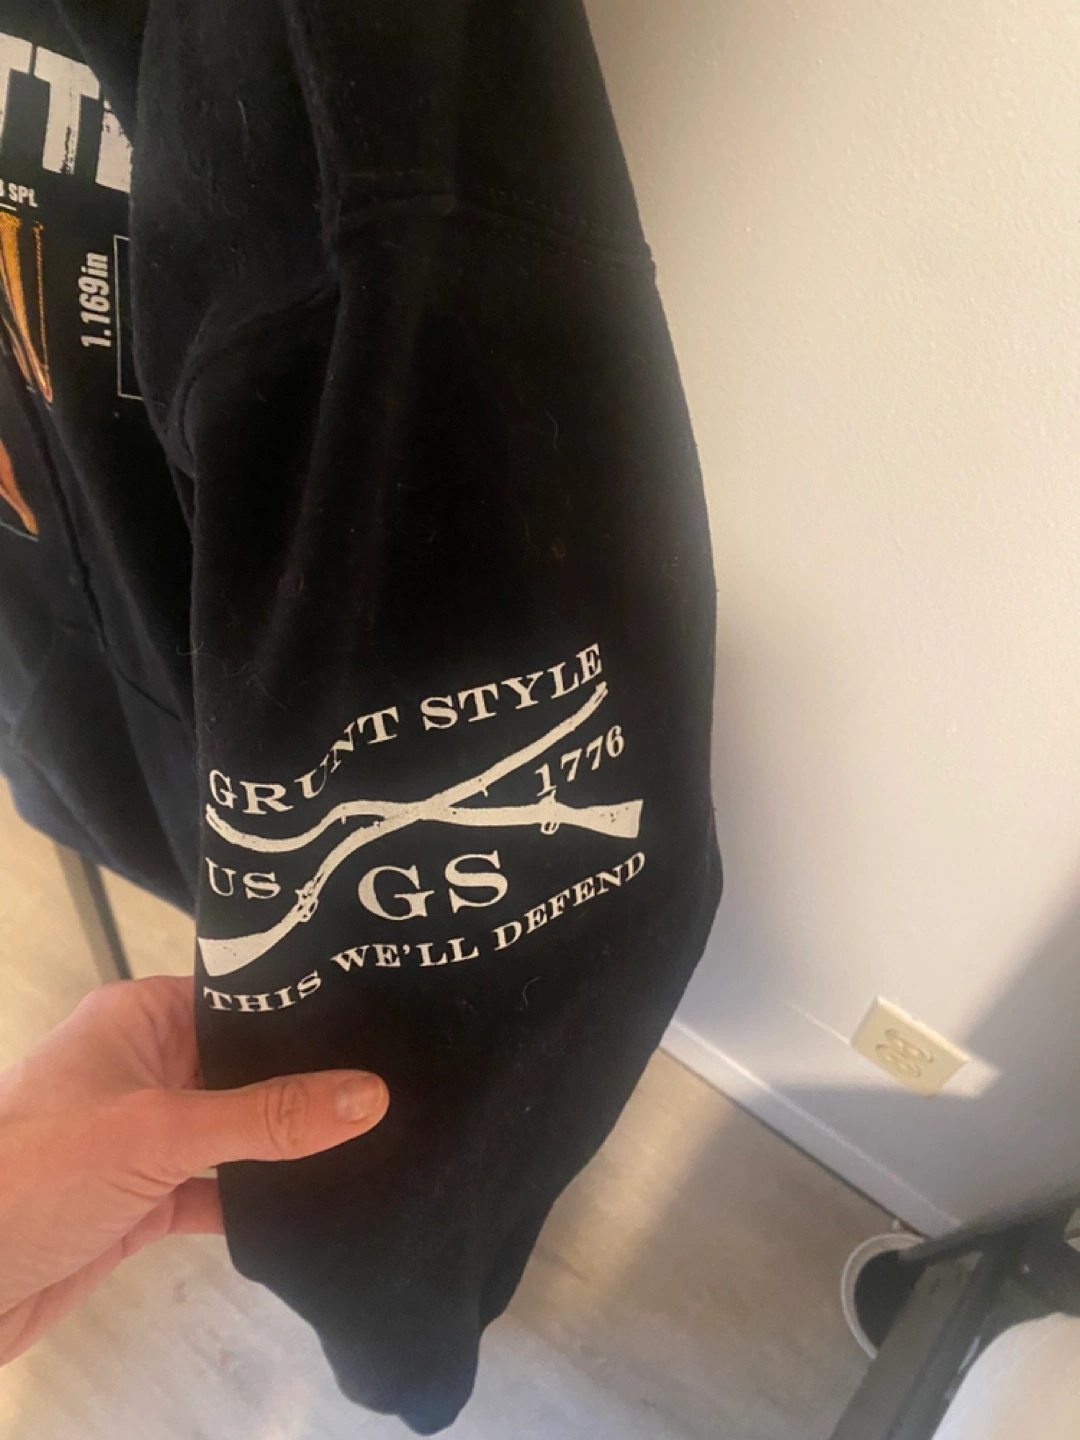 SPL
1.169in
GRUNT STYLE
1776
US
GS
THIS WE'LL DEFEND